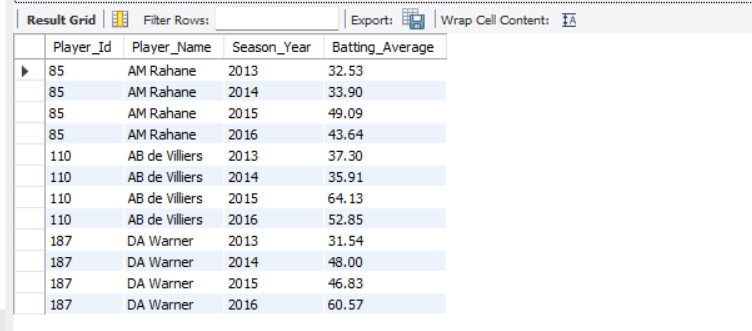 Result Grid Filter Rows: Export: Wrap Cell Content: IA
Player_Id Player_Name Season_Year Batting_Average
85 AM Rahane 2013 32.53
85 AM Rahane 2014 33.90
85 AM Rahane 2015 49.09
85 AM Rahane 2016 43.64
110 AB de Villiers 2013 37.30
110 AB de Villiers 2014 35.91
110 AB de Villiers 2015 64.13
110 AB de Villiers 2016 52.85
187 DA Warner 2013 31.54
187 DA Warner 2014 48.00
187 DA Warner 2015 46.83
187 DA Warner 2016 60.57